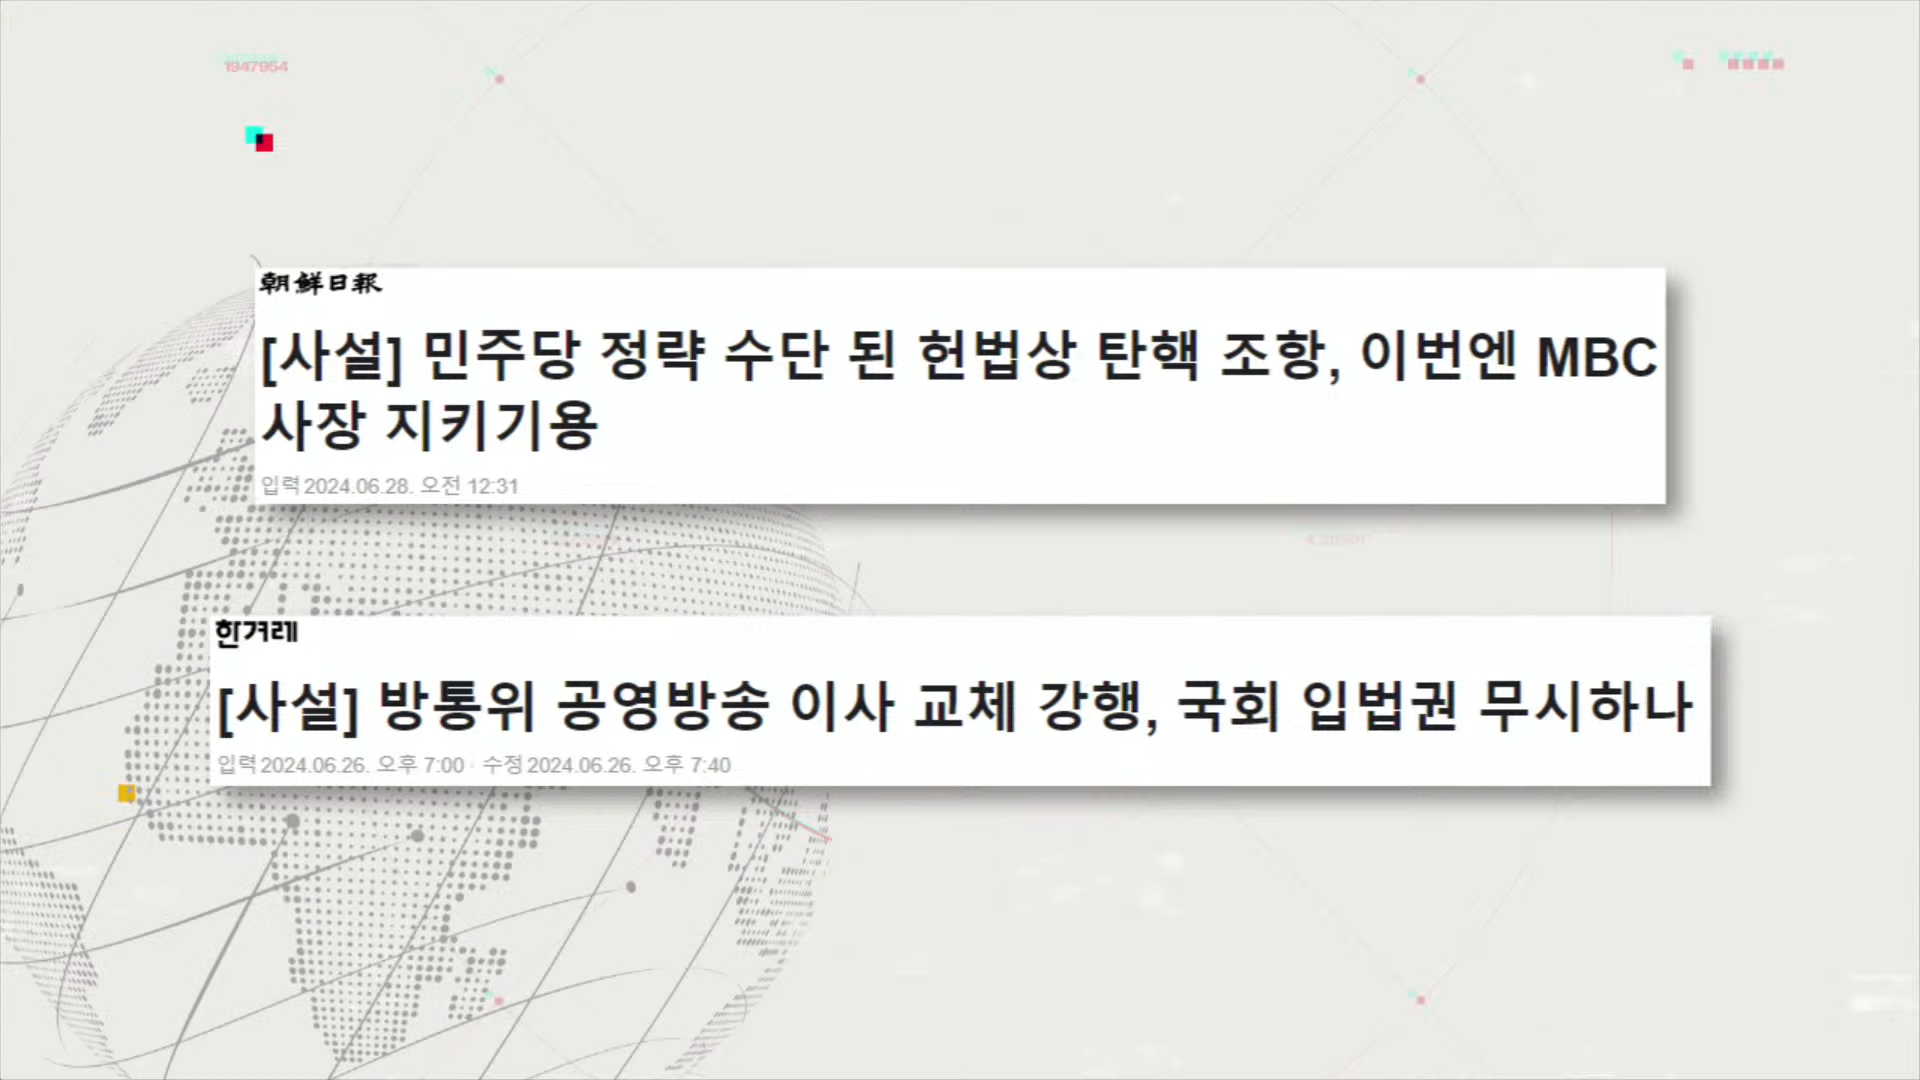 1947954
朝鮮日報
[사설] 민주당 정략 수단 된 헌법상 탄핵 조항, 이번엔 MBC
사장 지키기용
입력 2024.06.28. 오전 12:31
한겨레
[사설] 방통위 공영방송 이사 교체 강행, 국회 입법권 무시하나
입력 2024.06.26. 오후 7:00 · 수정 2024.06.26. 오후 7:40